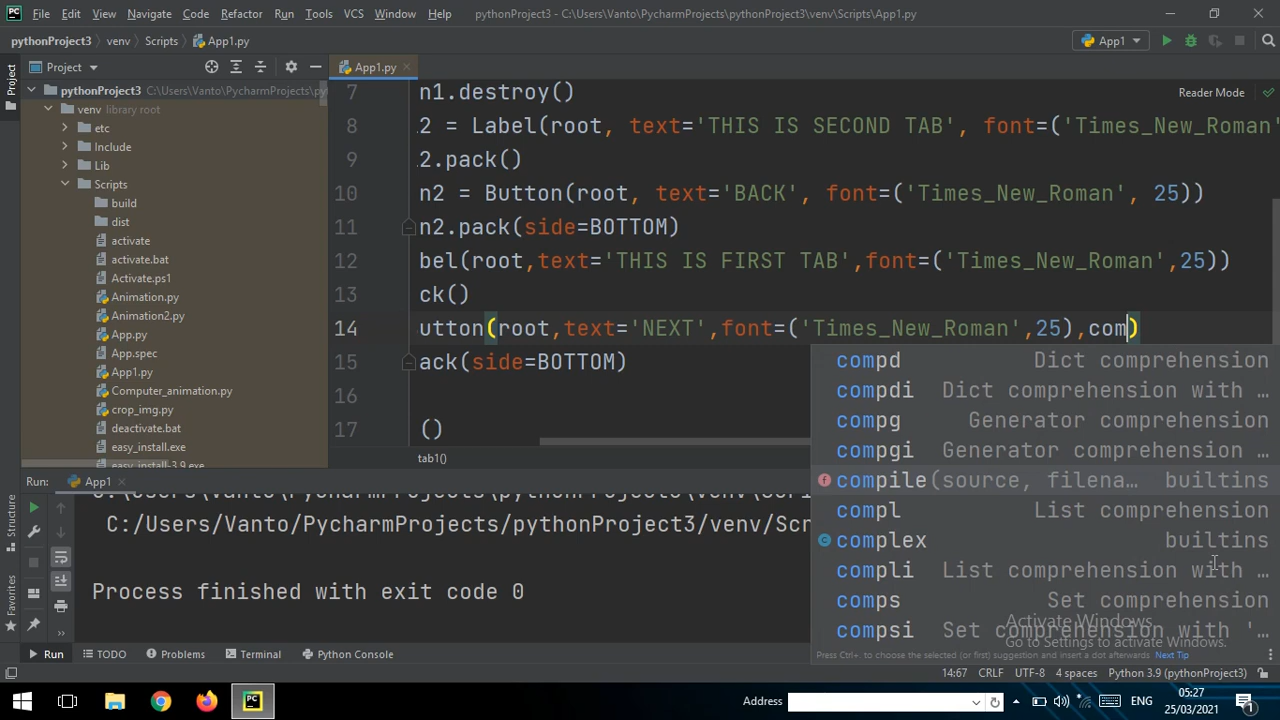 File Edit View Navigate Code Refactor Run Tools VCS Window Help pythonProject3 - C:\Users\Vanto\PycharmProjects\pythonProject3\venv\Scripts\App1.py
pythonProject3 venv Scripts App1.py App1
Project App1.py
Project
pythonProject3 C:\Users\Vanto\PycharmProjects\py
venv library root
etc
Include
Lib
Scripts
build
dist
activate
activate.bat
Activate.ps1
Animation.py
Animation2.py
App.py
App.spec
App1.py
Computer_animation.py
crop_img.py
deactivate.bat
easy_install.exe
easy_install-3.9.exe
Reader Mode
7 n1.destroy()
8 .2 = Label(root, text='THIS IS SECOND TAB', font=('Times_New_Roman'
9 2.pack()
10 n2 = Button(root, text='BACK', font=('Times_New_Roman', 25))
11 n2.pack(side=BOTTOM)
12 bel(root,text='THIS IS FIRST TAB',font=('Times_New_Roman',25))
13 ck()
14 utton(root,text='NEXT',font=('Times_New_Roman',25),com)
15 ack(side=BOTTOM)
16
17 ()
tab1()
compd Dict comprehension
compdi Dict comprehension with …
compg Generator comprehension
compgi Generator comprehension …
compile(source, filena… builtins
compl List comprehension
complex builtins
compli List comprehension with …
comps Set comprehension
compsi Set comprehension with '…
Press Ctrl+. to choose the selected (or first) suggestion and insert a dot afterwards Next Tip
Activate Windows
Go to Settings to activate Windows.
Run: App1
C:/Users/Vanto/PycharmProjects/pythonProject3/venv/Scr
Process finished with exit code 0
Structure
Favorites
Run TODO Problems Terminal Python Console
14:67 CRLF UTF-8 4 spaces Python 3.9 (pythonProject3)
Address ENG 05:27
25/03/2021 1